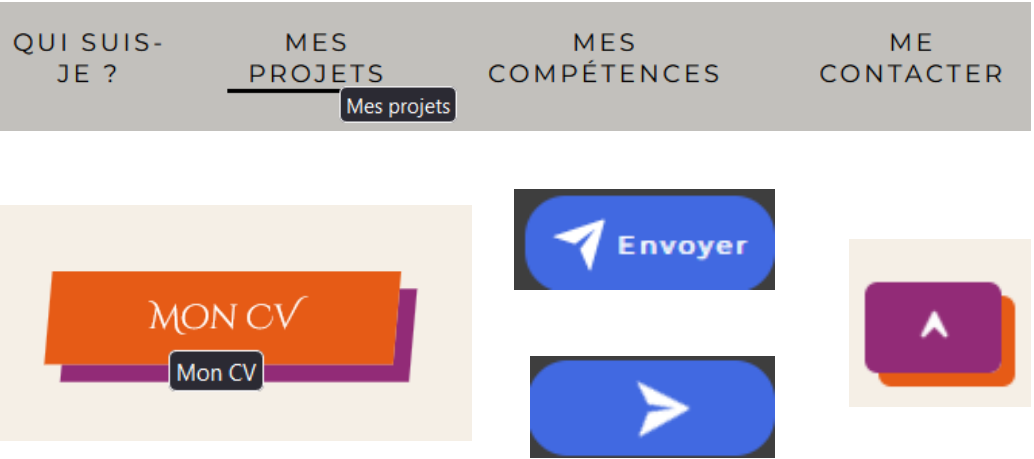 QUI SUIS-
JE ?
MES
PROJETS
MES
COMPÉTENCES
ME
CONTACTER
Mes projets
Envoyer
MON CV
Mon CV